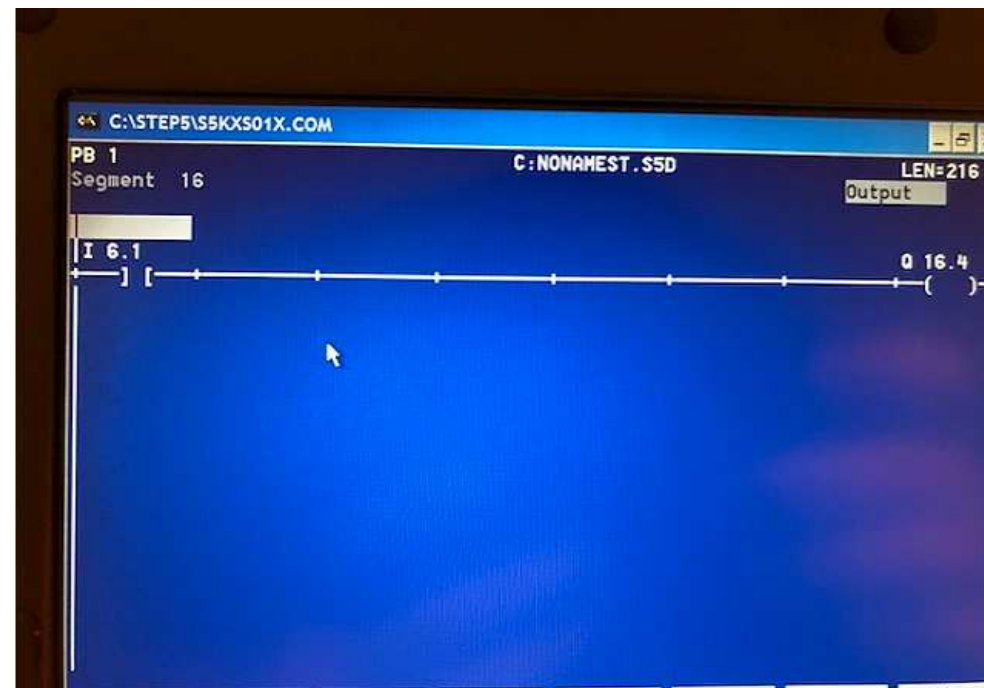 C:\STEP5\S5KXS01X.COM
PB 1 C:NONAMEST.S5D LEN=216
Segment 16 Output
I 6.1 Q 16.4